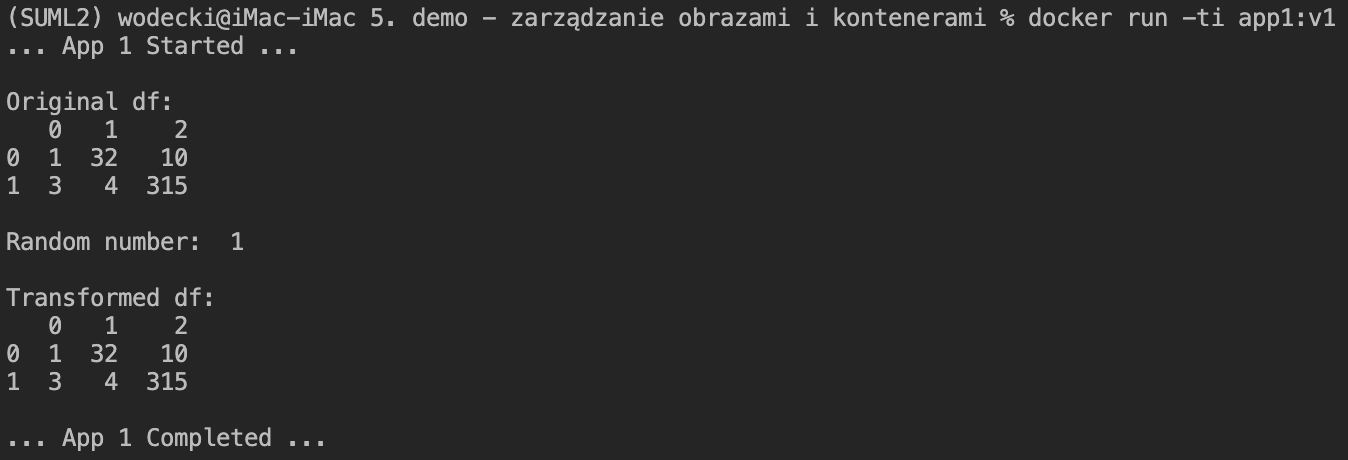 (SUML2) wodecki@iMac-iMac 5. demo - zarządzanie obrazami i kontenerami % docker run -ti app1:v1
... App 1 Started ...

Original df:
   0   1    2
0  1  32   10
1  3   4  315

Random number:  1

Transformed df:
   0   1    2
0  1  32   10
1  3   4  315

... App 1 Completed ...